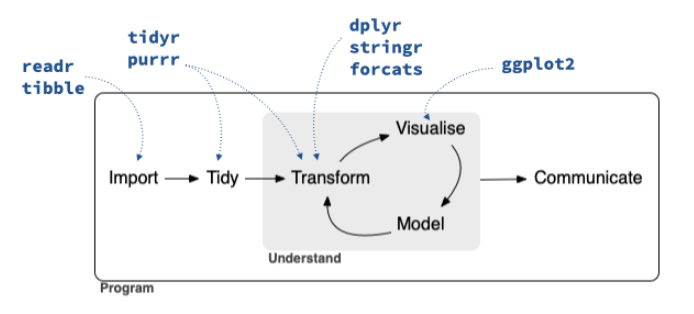 readr
tibble
tidyr
purrr
dplyr
stringr
forcats
ggplot2
Import
Tidy
Transform
Visualise
Model
Communicate
Understand
Program